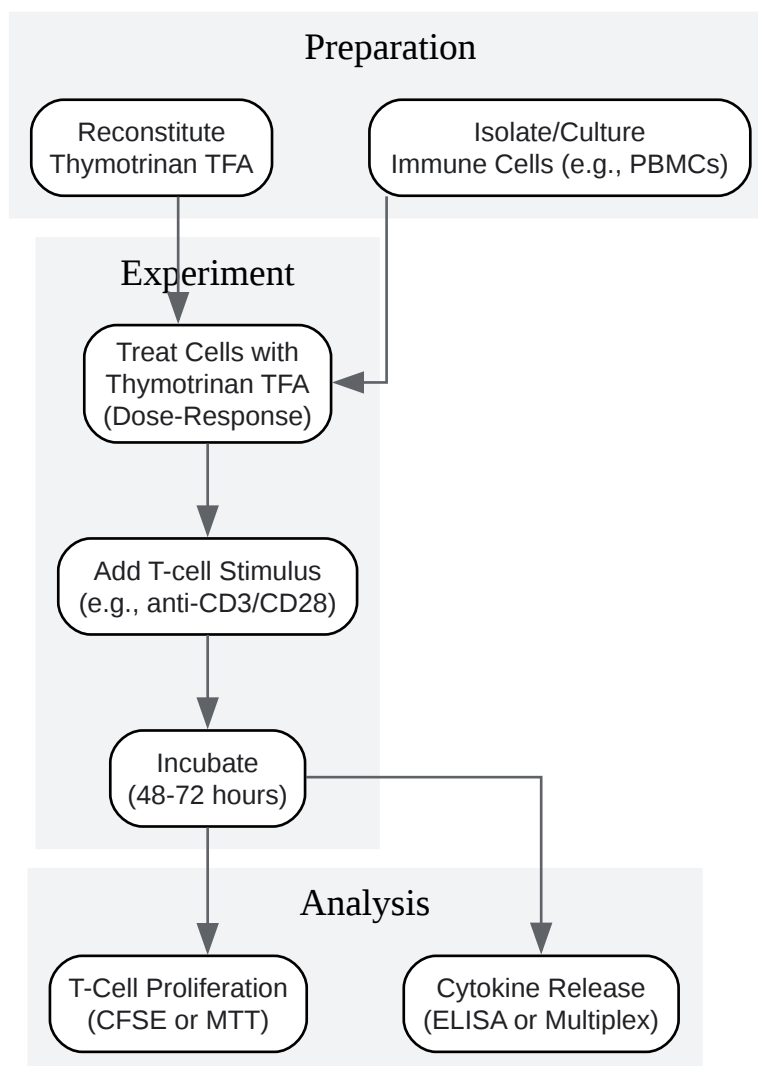 Preparation
Reconstitute
Thymotrinan TFA
Isolate/Culture
Immune Cells (e.g., PBMCs)
Experiment
Treat Cells with
Thymotrinan TFA
(Dose-Response)
Add T-cell Stimulus
(e.g., anti-CD3/CD28)
Incubate
(48-72 hours)
Analysis
T-Cell Proliferation
(CFSE or MTT)
Cytokine Release
(ELISA or Multiplex)